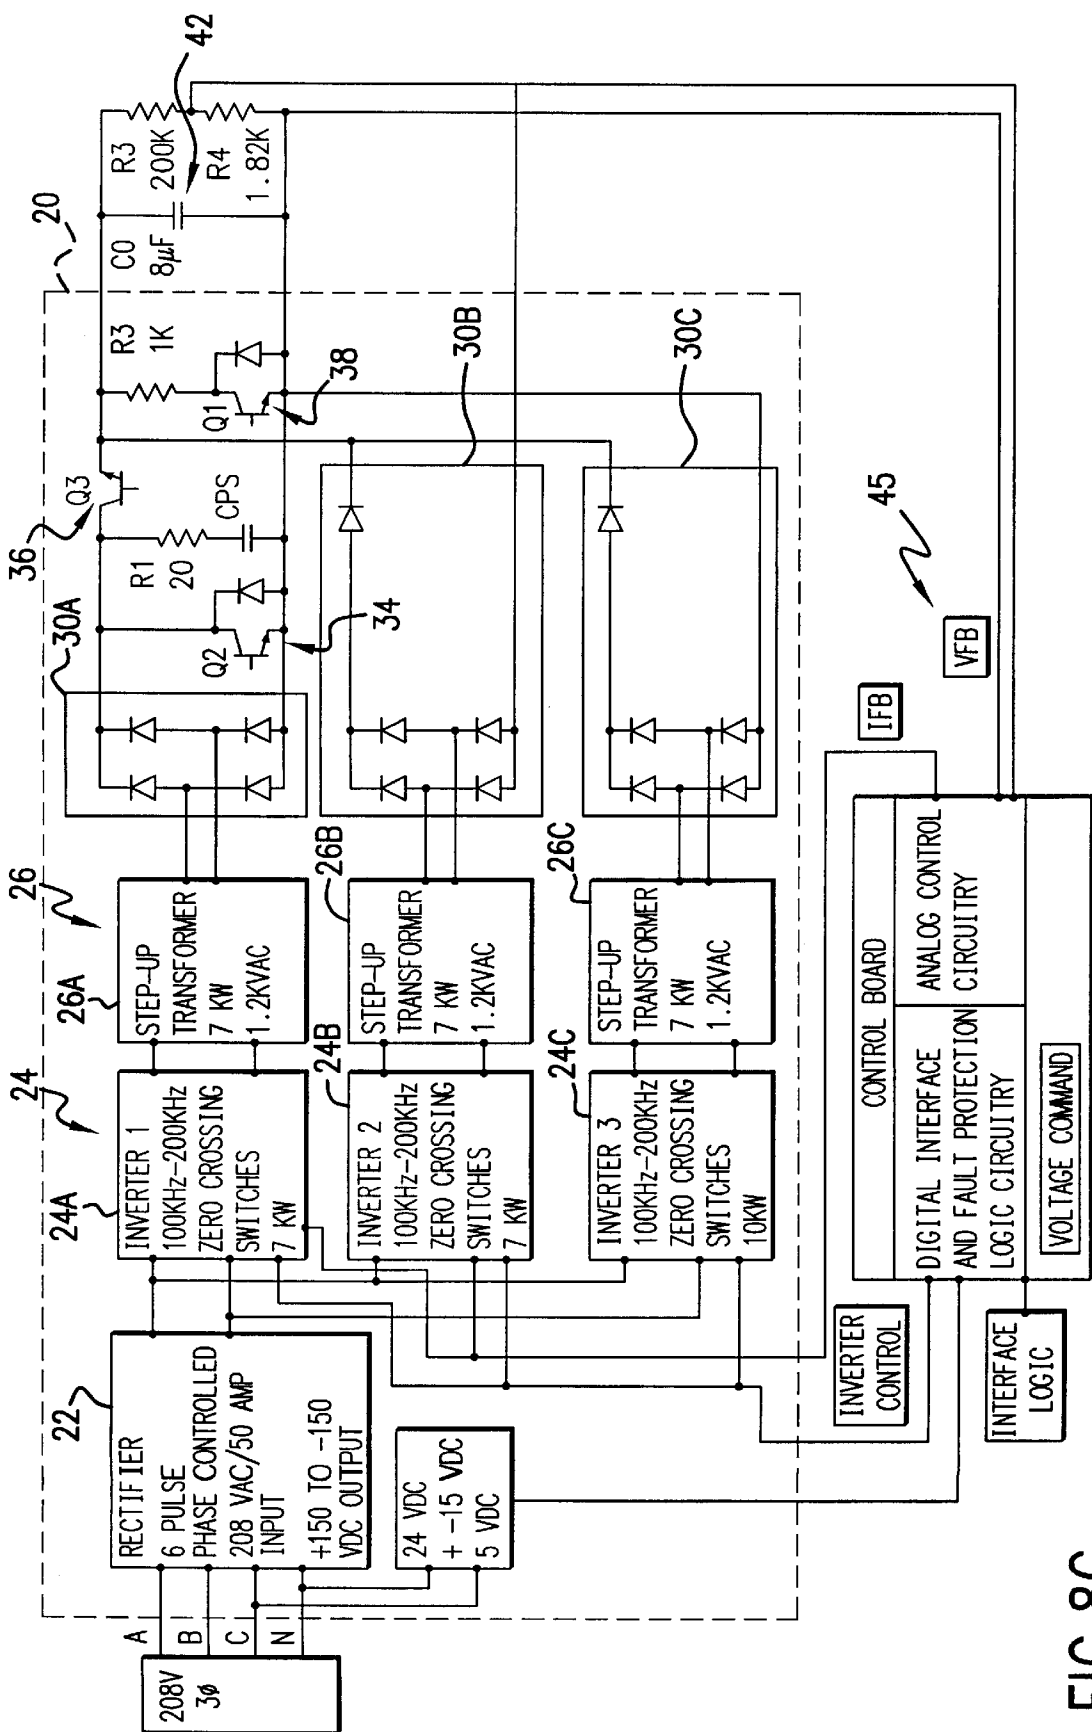 208V
3ø
A
B
C
N
22
RECTIFIER
6 PULSE
PHASE CONTROLLED
208 VAC/50 AMP
INPUT
+150 TO -150
VDC OUTPUT
24 VDC
+ -15 VDC
5 VDC
24
24A
INVERTER 1
100KHz-200KHz
ZERO CROSSING
SWITCHES
7 KW
24B
INVERTER 2
100KHz-200KHz
ZERO CROSSING
SWITCHES
7 KW
24C
INVERTER 3
100KHz-200KHz
ZERO CROSSING
SWITCHES
10KW
26
26A
STEP-UP
TRANSFORMER
7 KW
1.2KVAC
26B
STEP-UP
TRANSFORMER
7 KW
1.2KVAC
26C
STEP-UP
TRANSFORMER
7 KW
1.2KVAC
30A
30B
30C
Q2
34
R1
20
CPS
36
Q3
R3
1K
Q1
38
20
C0
8µF
42
R3
200K
R4
1.82K
INVERTER
CONTROL
INTERFACE
LOGIC
CONTROL BOARD
DIGITAL INTERFACE
AND FAULT PROTECTION
LOGIC CIRCUITRY
VOLTAGE COMMAND
ANALOG CONTROL
CIRCUITRY
IFB
VFB
45
FIG.8C